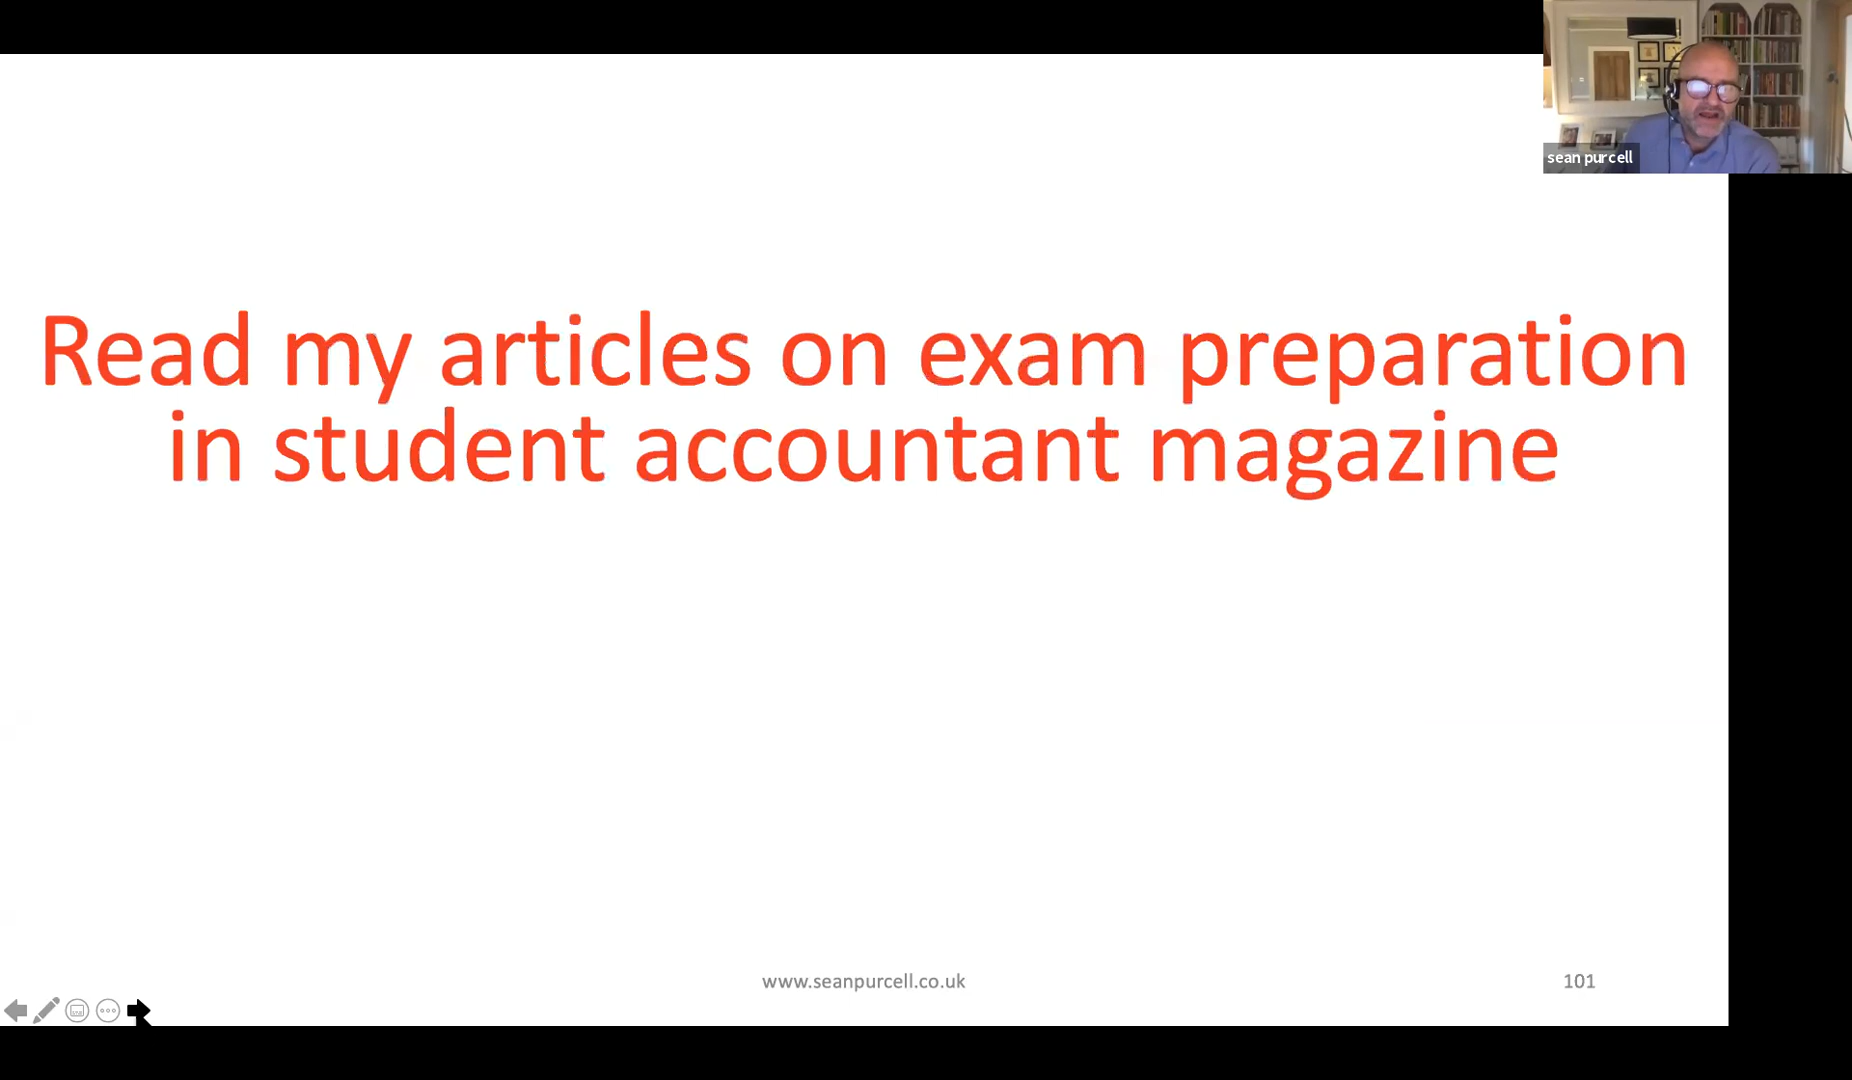 sean purcell
Read my articles on exam preparation
in student accountant magazine
www.seanpurcell.co.uk
101